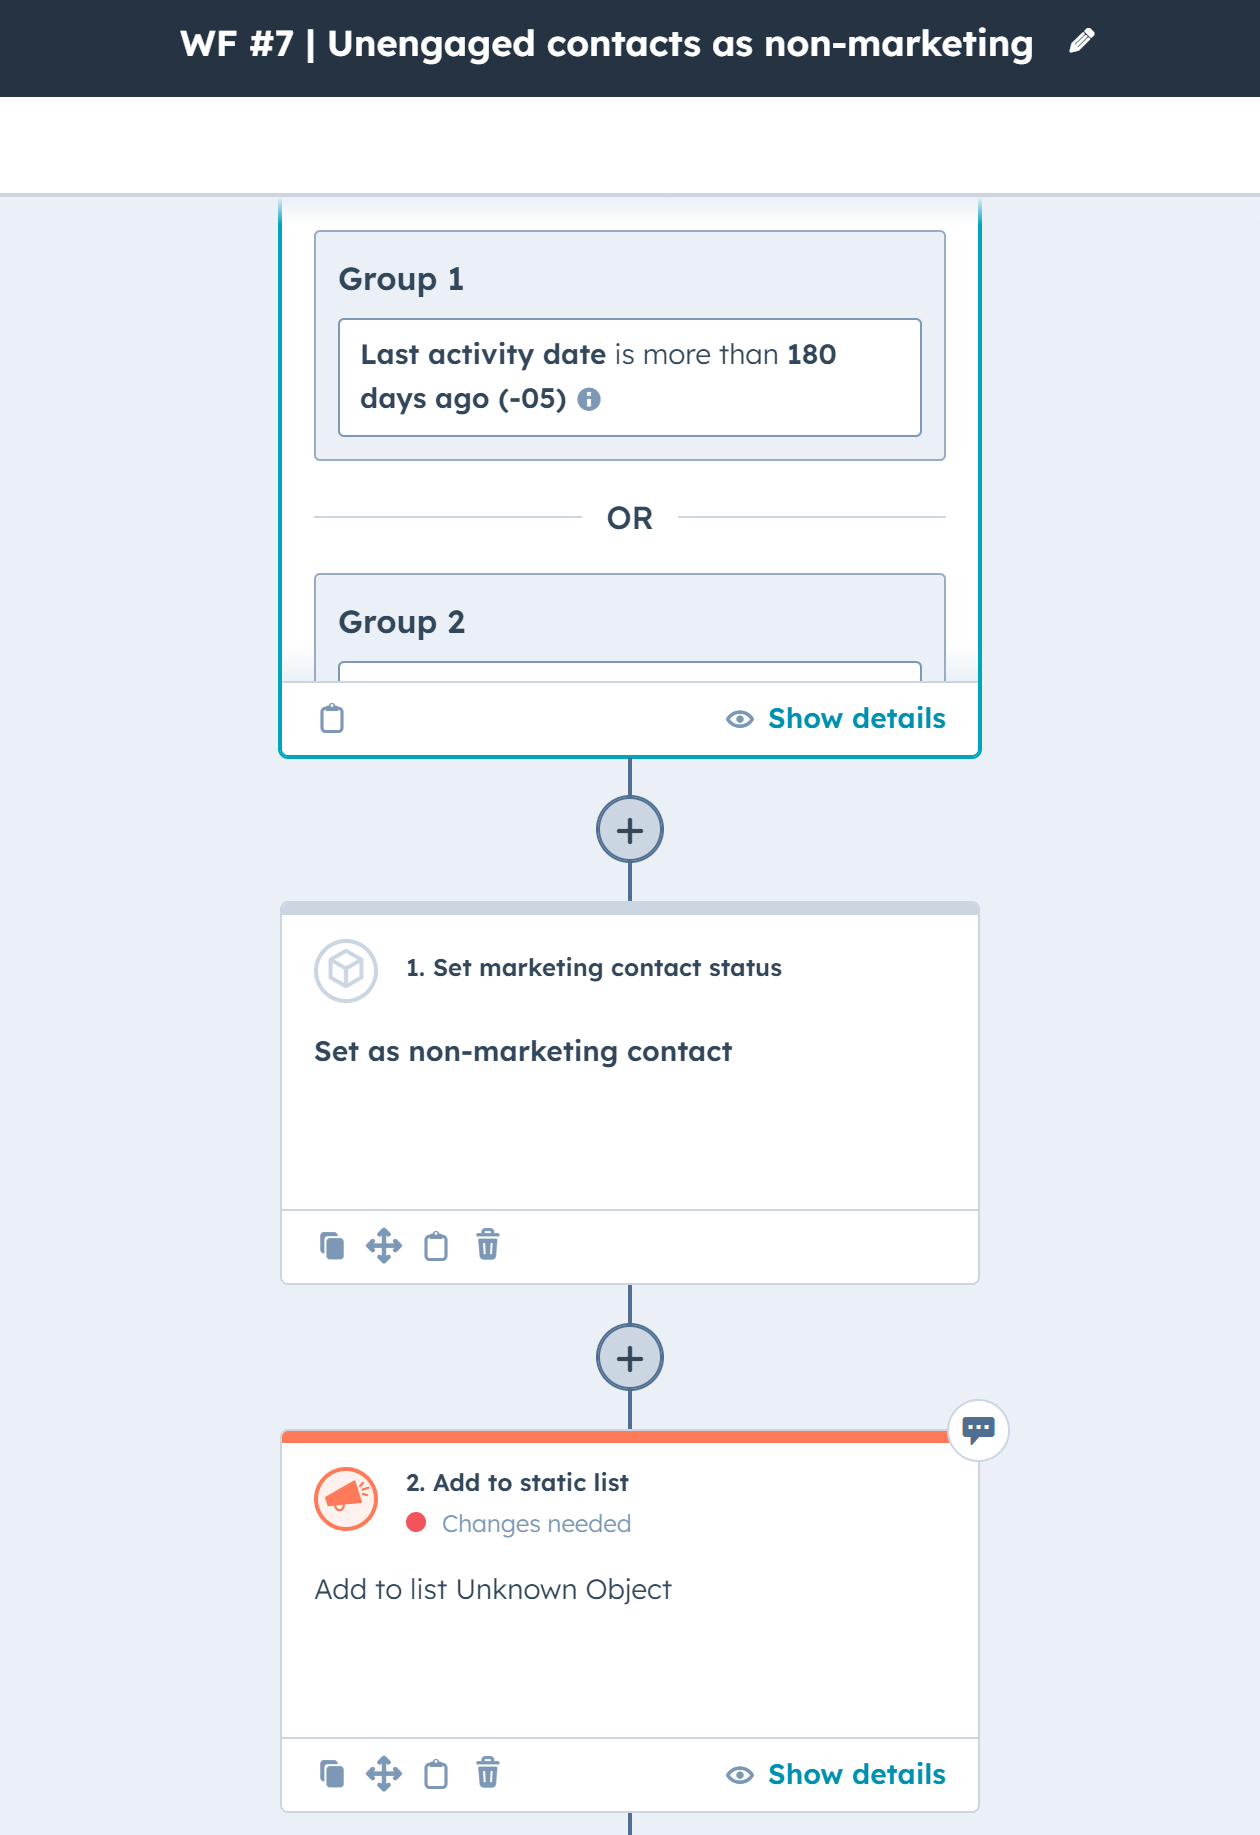 WF #7 | Unengaged contacts as non-marketing
Group 1
Last activity date is more than 180
days ago (-05)
OR
Group 2
Show details
1. Set marketing contact status
Set as non-marketing contact
2. Add to static list
Changes needed
Add to list Unknown Object
Show details